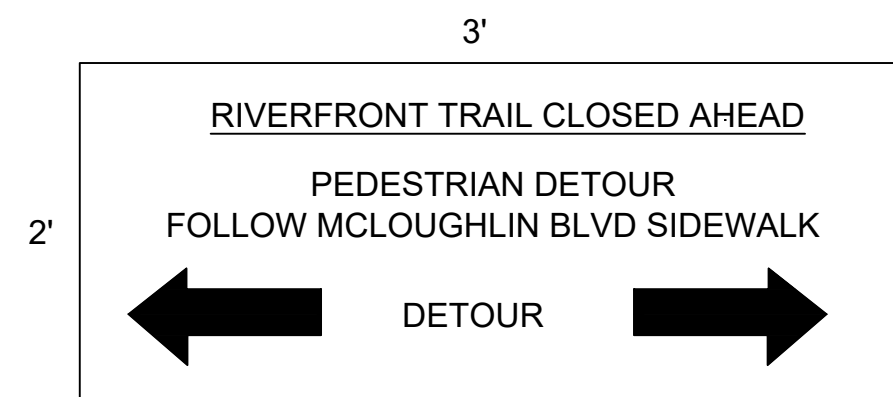 3'
RIVERFRONT TRAIL CLOSED AHEAD
PEDESTRIAN DETOUR
2'
FOLLOW MCLOUGHLIN BLVD SIDEWALK
DETOUR